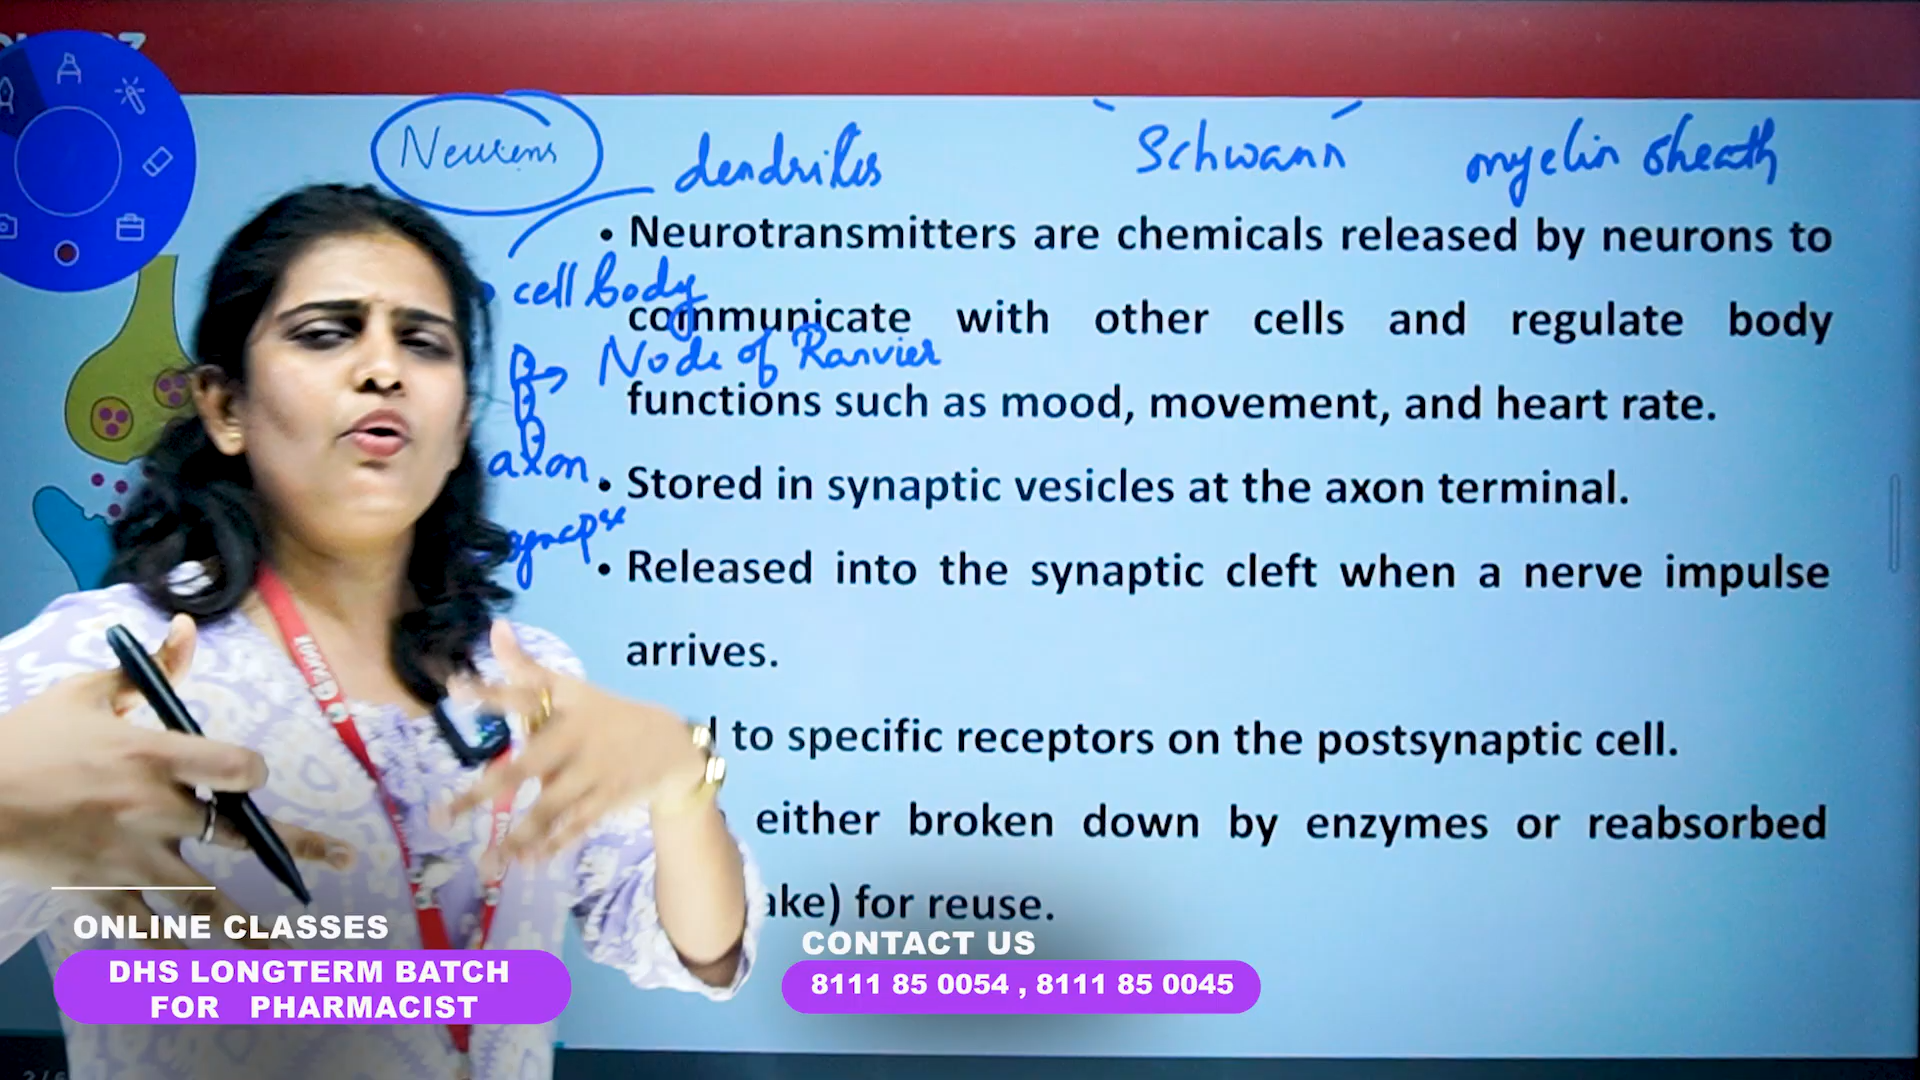 Neurons
dendrites
Schwann
myelin sheath
• Neurotransmitters are chemicals released by neurons to
cell body
communicate with other cells and regulate body
Node of Ranvier
functions such as mood, movement, and heart rate.
axon
• Stored in synaptic vesicles at the axon terminal.
• Released into the synaptic cleft when a nerve impulse
arrives.
to specific receptors on the postsynaptic cell.
either broken down by enzymes or reabsorbed
for reuse.
ONLINE CLASSES
DHS LONGTERM BATCH
FOR PHARMACIST
CONTACT US
8111 85 0054 , 8111 85 0045